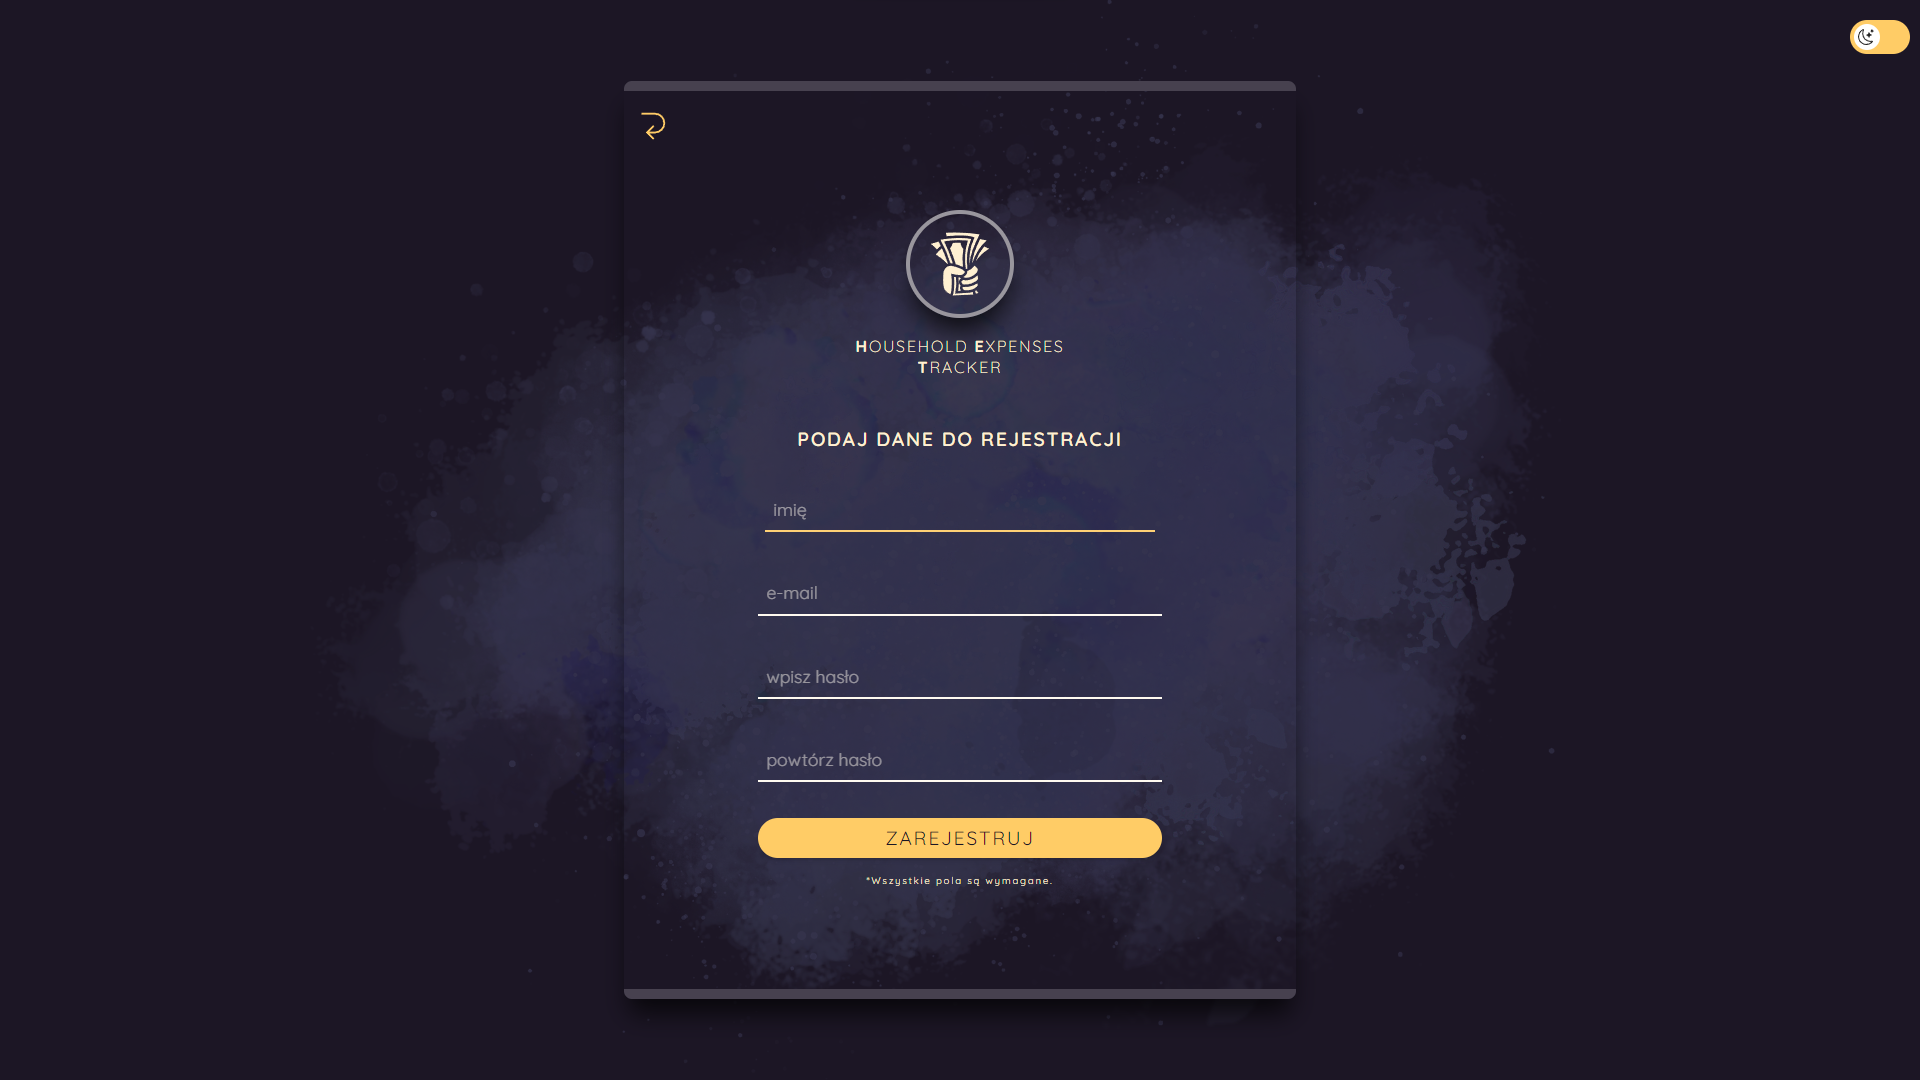 HOUSEHOLD EXPENSES
TRACKER
PODAJ DANE DO REJESTRACJI
imię
e-mail
wpisz hasło
powtórz hasło
ZAREJESTRUJ
*Wszystkie pola są wymagane.